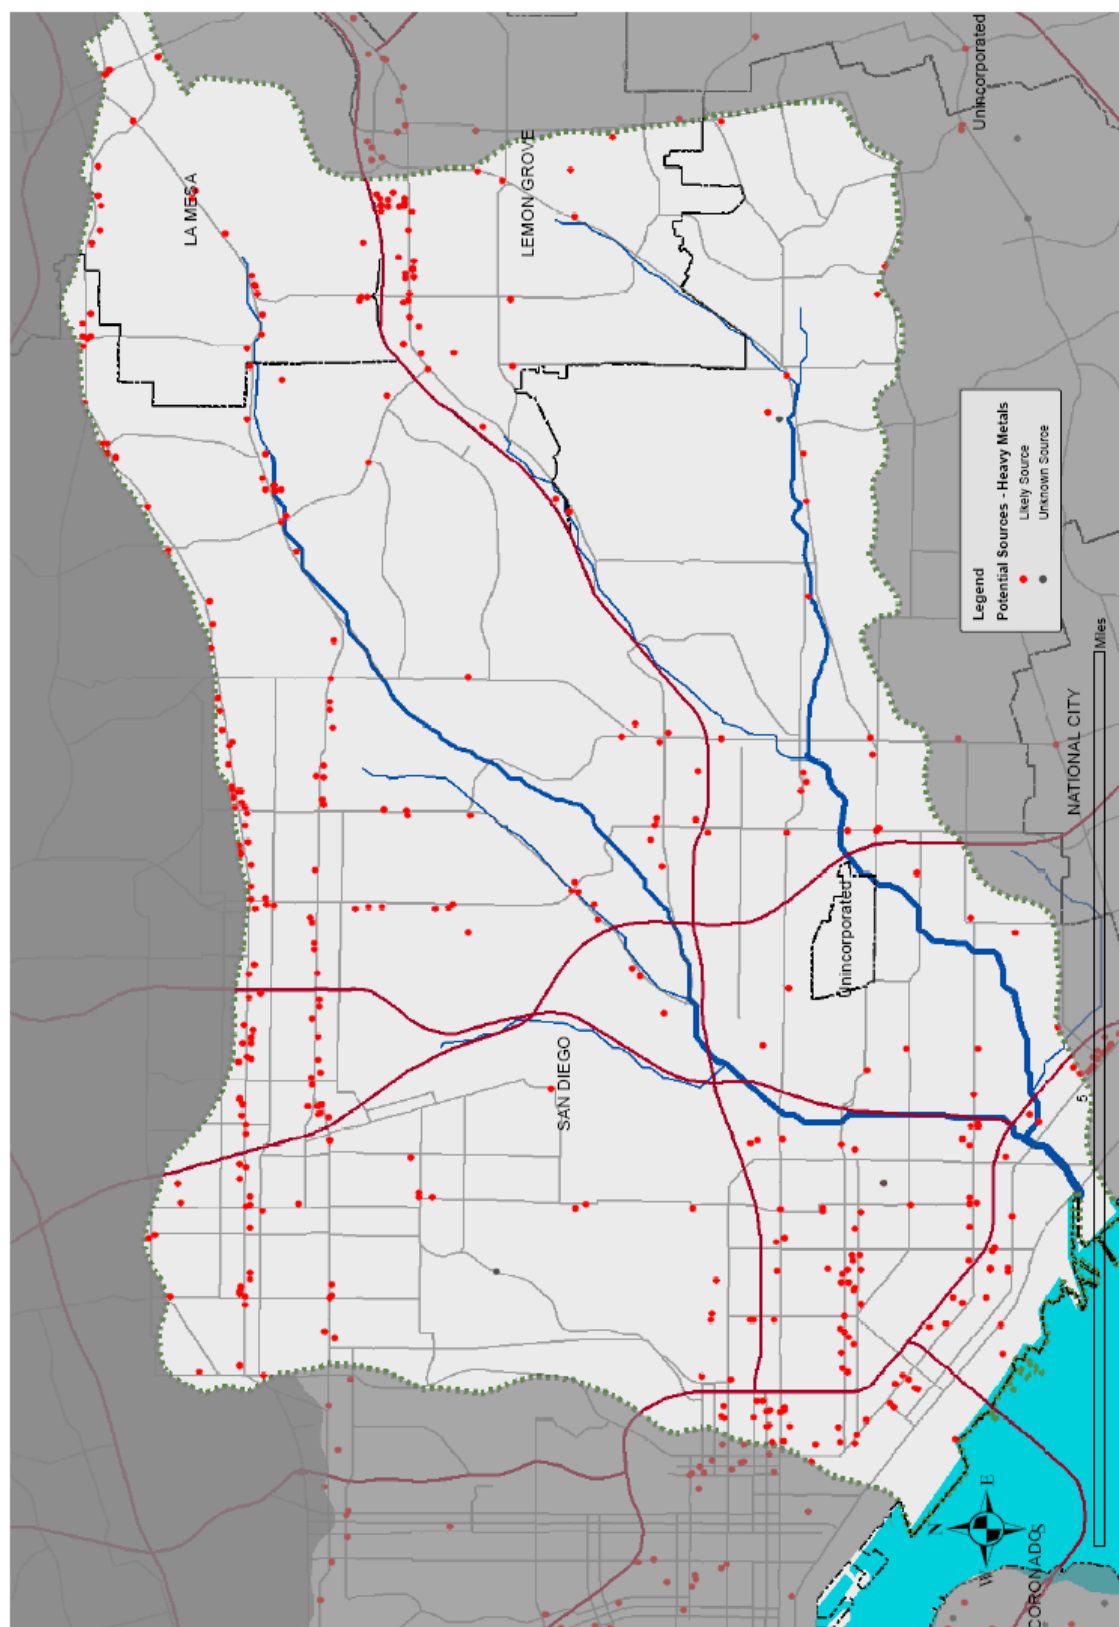 Unincorporated
LA MESA
LEMON GROVE
Legend
Potential Sources - Heavy Metals
Likely Source
Unknown Source
Miles
NATIONAL CITY
Unincorporated
SAN DIEGO
5
N
E
S
W
CORONADO